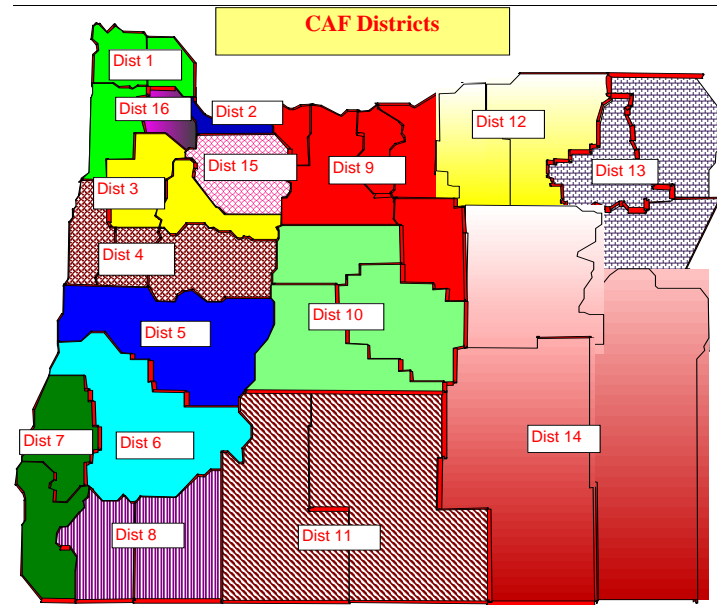 CAF Districts
Dist 1
Dist 16
Dist 2
Dist 12
Dist 15
Dist 9
Dist 13
Dist 3
Dist 4
Dist 10
Dist 5
Dist 7
Dist 6
Dist 14
Dist 8
Dist 11